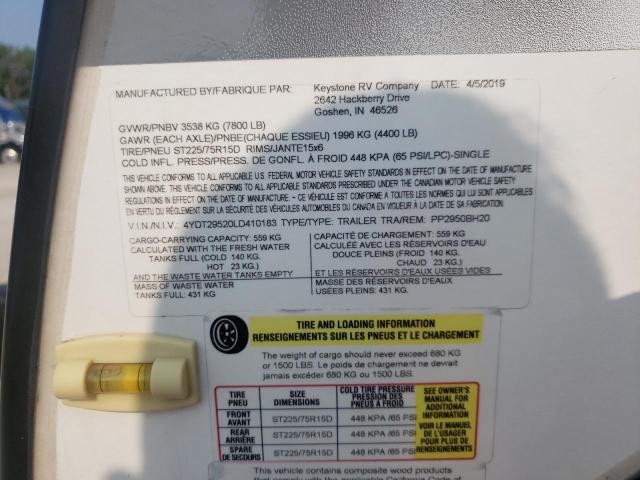 MANUFACTURED BY/FABRIQUE PAR: Keystone RV Company DATE: 4/5/2019
2642 Hackberry Drive
Goshen, IN 46526
GVWR/PNBV 3538 KG (7800 LB)
GAWR (EACH AXLE)/PNBE(CHAQUE ESSIEU) 1996 KG (4400 LB)
TIRE/PNEU ST225/75R15D RIMS/JANTE15x6
COLD INFL. PRESS/PRESS. DE GONFL. À FROID 448 KPA (65 PSI/LPC)-SINGLE
THIS VEHICLE CONFORMS TO ALL APPLICABLE U.S. FEDERAL MOTOR VEHICLE SAFETY STANDARDS IN EFFECT ON THE DATE OF MANUFACTURE
SHOWN ABOVE. THIS VEHICLE CONFORMS TO ALL APPLICABLE STANDARDS PRESCRIBED UNDER THE CANADIAN MOTOR VEHICLE SAFETY
REGULATIONS IN EFFECT ON THE DATE OF MANUFACTURE – CE VÉHICULE EST CONFORME À TOUTES LES NORMES QUI LUI SONT APPLICABLES
EN VERTU DU RÈGLEMENT SUR LA SÉCURITÉ DES VÉHICULES AUTOMOBILES DU CANADA EN VIGUEUR À LA DATE DE SA FABRICATION
V.I.N./N.I.V.: 4YDT29520LD410183 TYPE/TYPE: TRAILER TRA/REM: PP2950BH20
CARGO-CARRYING CAPACITY: 559 KG
CALCULATED WITH THE FRESH WATER
TANKS FULL (COLD 140 KG.
HOT 23 KG.)
AND THE WASTE WATER TANKS EMPTY
MASS OF WASTE WATER
TANKS FULL: 431 KG
CAPACITÉ DE CHARGEMENT: 559 KG
CALCULÉE AVEC LES RÉSERVOIRS D'EAU
DOUCE PLEINS (FROID 140 KG.
CHAUD 23 KG.)
ET LES RÉSERVOIRS D'EAUX USÉES VIDES
MASSE DES RÉSERVOIRS D'EAUX
USÉES PLEINS: 431 KG.
TIRE AND LOADING INFORMATION
RENSEIGNEMENTS SUR LES PNEUS ET LE CHARGEMENT
The weight of cargo should never exceed 680 KG
or 1500 LBS. Le poids de chargement ne devrait
jamais excéder 680 KG ou 1500 LBS.
TIRE/PNEU SIZE DIMENSIONS COLD TIRE PRESSURE PRESSION DES PNEUS À FROID
FRONT AVANT ST225/75R15D 448 KPA /65 PSI
REAR ARRIÈRE ST225/75R15D 448 KPA /65 PSI
SPARE DE SECOURS ST225/75R15D 448 KPA /65 PSI
SEE OWNER'S
MANUAL FOR
ADDITIONAL
INFORMATION
VOIR LE MANUEL
DE L'USAGER
POUR PLUS DE
RENSEIGNEMENTS
This vehicle contains composite wood products
that comply with the California Code of